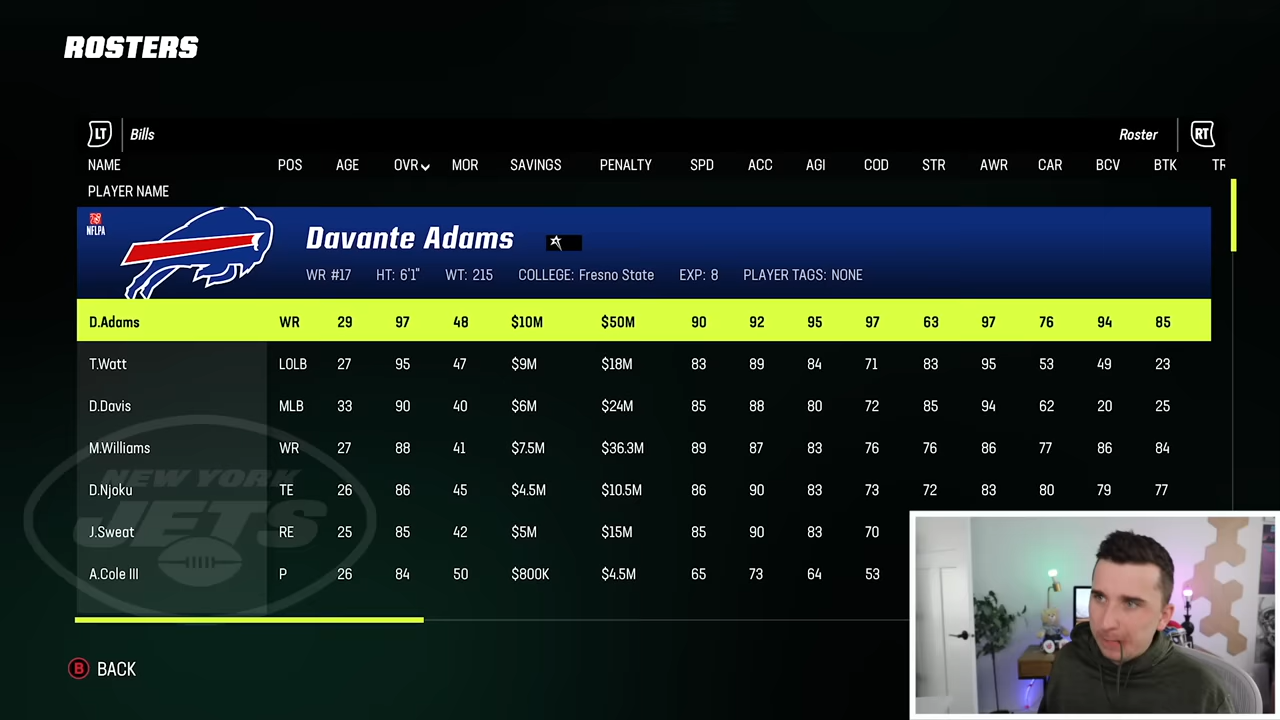 ROSTERS
LT Bills Roster RT
NAME POS AGE OVR MOR SAVINGS PENALTY SPD ACC AGI COD STR AWR CAR BCV BTK TR
PLAYER NAME
NFLPA
Davante Adams
WR #17 HT: 6'1" WT: 215 COLLEGE: Fresno State EXP: 8 PLAYER TAGS: NONE
D.Adams WR 29 97 48 $10M $50M 90 92 95 97 63 97 76 94 85
T.Watt LOLB 27 95 47 $9M $18M 83 89 84 71 83 95 53 49 23
D.Davis MLB 33 90 40 $6M $24M 85 88 80 72 85 94 62 20 25
M.Williams WR 27 88 41 $7.5M $36.3M 89 87 83 76 76 86 77 86 84
NEW YORK
D.Njoku TE 26 86 45 $4.5M $10.5M 86 90 83 73 72 83 80 79 77
JETS
J.Sweat RE 25 85 42 $5M $15M 85 90 83 70
A.Cole III P 26 84 50 $800K $4.5M 65 73 64 53
B BACK